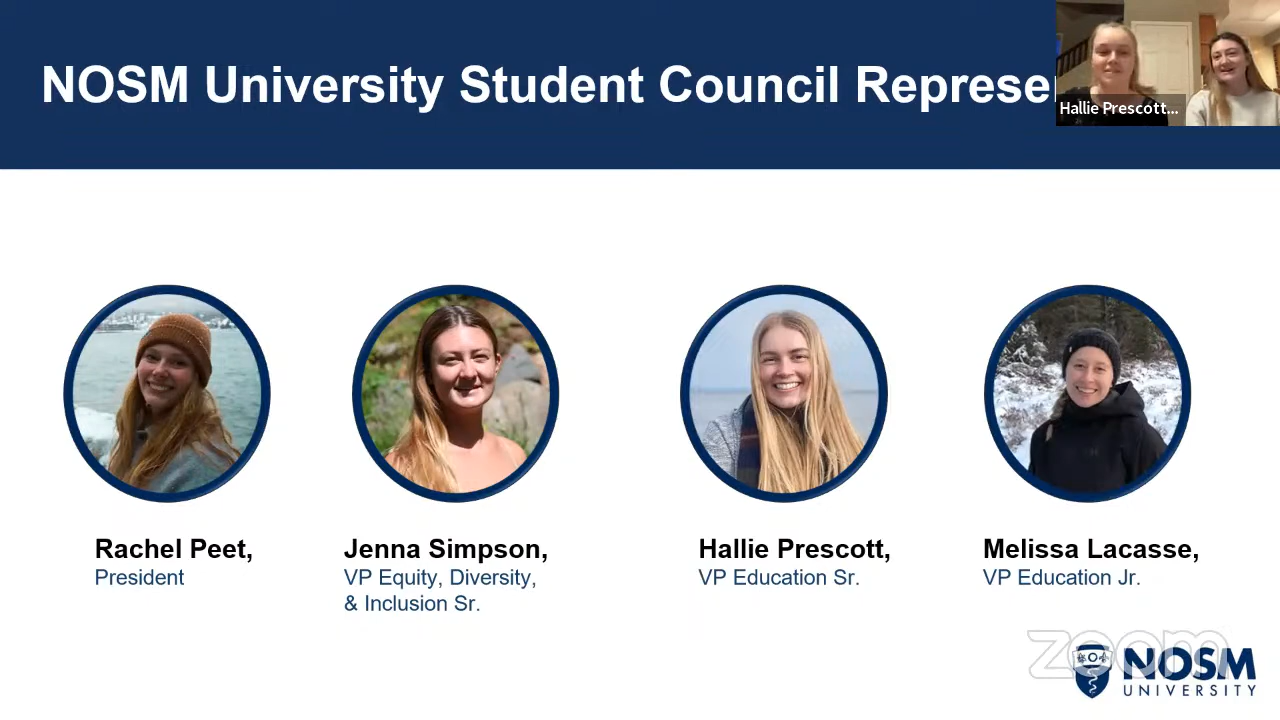 NOSM University Student Council Represe
Hallie Prescott...
Rachel Peet,
President
Jenna Simpson,
VP Equity, Diversity,
& Inclusion Sr.
Hallie Prescott,
VP Education Sr.
Melissa Lacasse,
VP Education Jr.
zoom
NOSM
UNIVERSITY